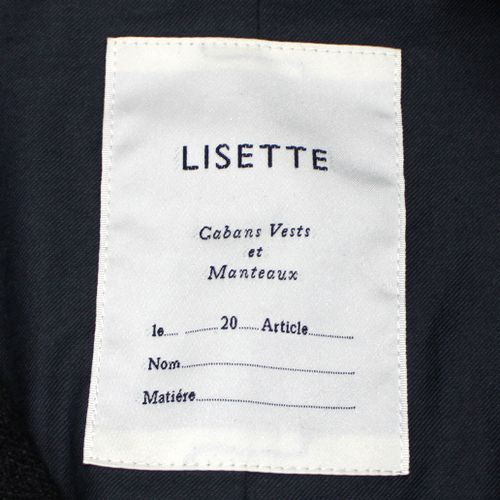 LISETTE
Cabans Vests
et
Manteaux
le..... ..........20...... Article..............
Nom..................................................
Matiére..............................................